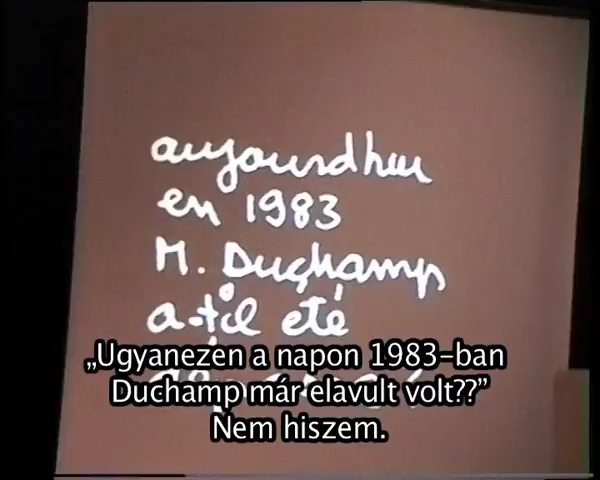 aujourdhui
en 1983
M. Duchamp
a-t-il été
„Ugyanezen a napon 1983-ban
Duchamp már elavult volt??”
Nem hiszem.